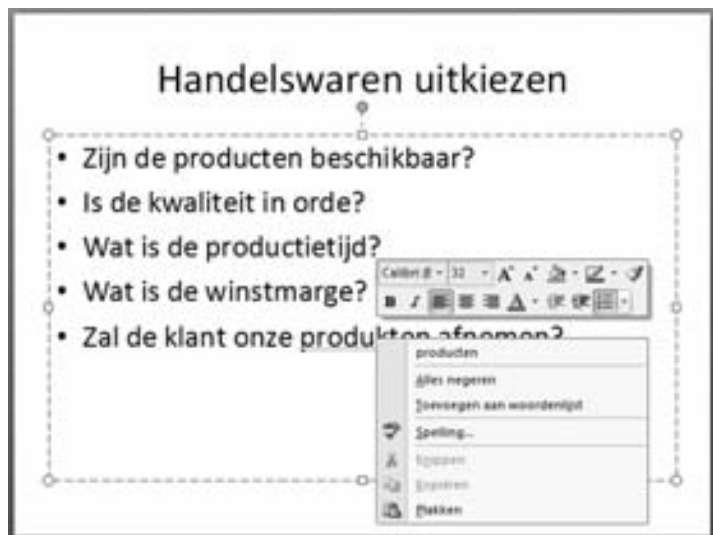 Handelswaren uitkiezen
• Zijn de producten beschikbaar?
• Is de kwaliteit in orde?
• Wat is de productietijd?
• Wat is de winstmarge?
Calibri 32 A A
B I A
• Zal de klant onze produkten afnemen?
producten
Alles negeren
Toevoegen aan woordenlijst
Spelling...
Knippen
Kopiëren
Plakken